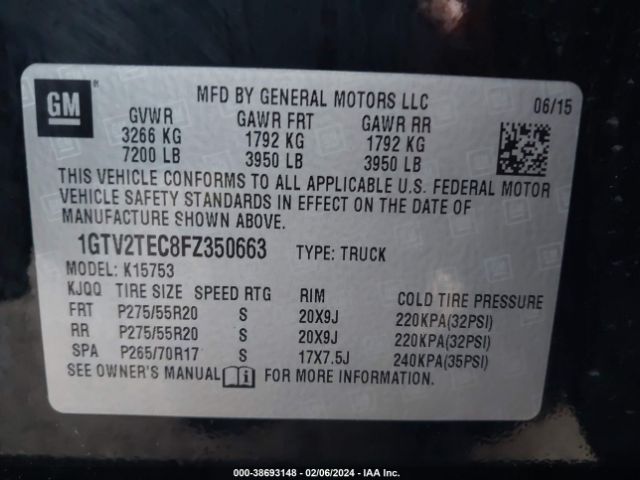 GM ®
MFD BY GENERAL MOTORS LLC 06/15
GVWR GAWR FRT GAWR RR
3266 KG 1792 KG 1792 KG
7200 LB 3950 LB 3950 LB
THIS VEHICLE CONFORMS TO ALL APPLICABLE U.S. FEDERAL MOTOR
VEHICLE SAFETY STANDARDS IN EFFECT ON THE DATE OF
MANUFACTURE SHOWN ABOVE.
1GTV2TEC8FZ350663 TYPE: TRUCK
MODEL: K15753
KJQQ TIRE SIZE SPEED RTG RIM COLD TIRE PRESSURE
FRT P275/55R20 S 20X9J 220KPA(32PSI)
RR P275/55R20 S 20X9J 220KPA(32PSI)
SPA P265/70R17 S 17X7.5J 240KPA(35PSI)
SEE OWNER'S MANUAL FOR MORE INFORMATION.
000-38693148 - 02/06/2024 - IAA Inc.